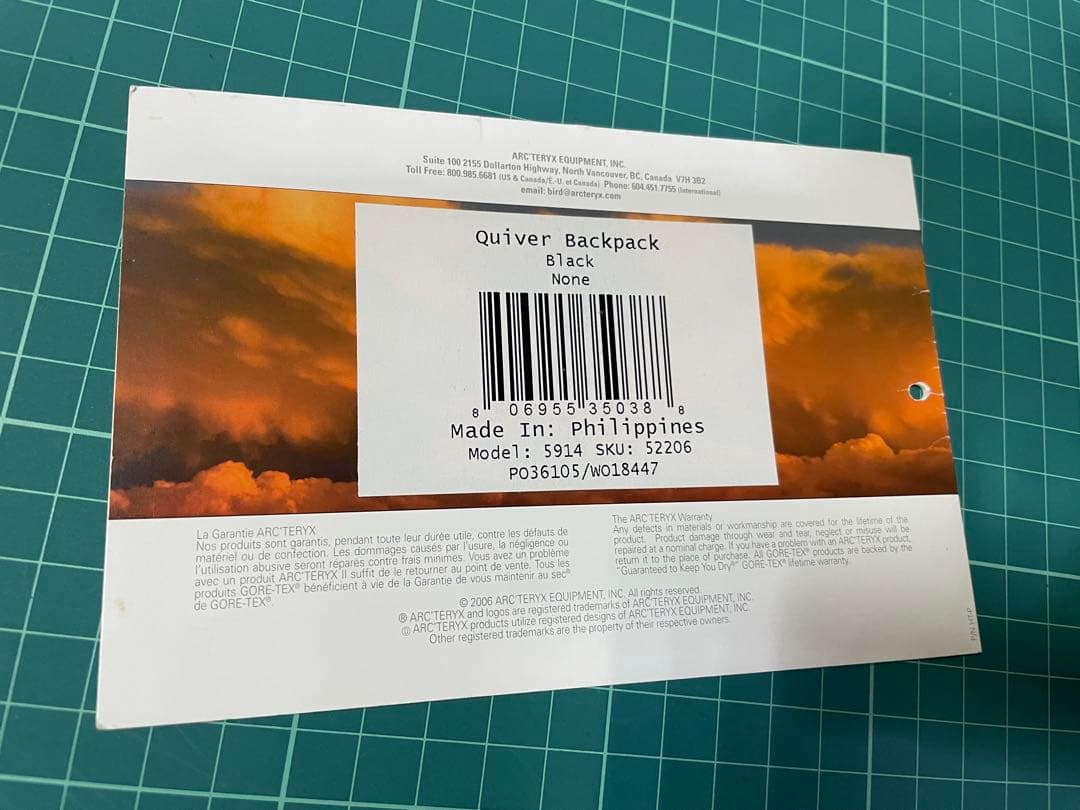 ARC'TERYX EQUIPMENT, INC.
Suite 100 2155 Dollarton Highway, North Vancouver, BC, Canada V7H 3B2
Toll Free: 800.985.6681 (US & Canada/É.-U. et Canada) Phone: 604.451.7755 (International)
email: bird@arcteryx.com
Quiver Backpack
Black
None
8 06955 35038 8
Made In: Philippines
Model: 5914 SKU: 52206
PO36105/WO18447
La Garantie ARC'TERYX
Nos produits sont garantis, pendant toute leur durée utile, contre les défauts de
matériel ou de confection. Les dommages causés par l'usure, la négligence ou
l'utilisation abusive seront réparés contre frais minimes. Vous avez un problème
avec un produit ARC'TERYX Il suffit de le retourner au point de vente. Tous les
produits GORE-TEX® bénéficient à vie de la Garantie de vous maintenir au sec®
de GORE-TEX®
The ARC'TERYX Warranty
Any defects in materials or workmanship are covered for the lifetime of the
product. Product damage through wear and tear, neglect or misuse will be
repaired at a nominal charge. If you have a problem with an ARC'TERYX product,
return it to the place of purchase. All GORE-TEX® products are backed by the
"Guaranteed to Keep You Dry®" GORE-TEX® lifetime warranty.
© 2006 ARC'TERYX EQUIPMENT, INC. All rights reserved.
® ARC'TERYX and logos are registered trademarks of ARC'TERYX EQUIPMENT, INC.
Ⓓ ARC'TERYX products utilize registered designs of ARC'TERYX EQUIPMENT, INC.
Other registered trademarks are the property of their respective owners.
P/N HT-P